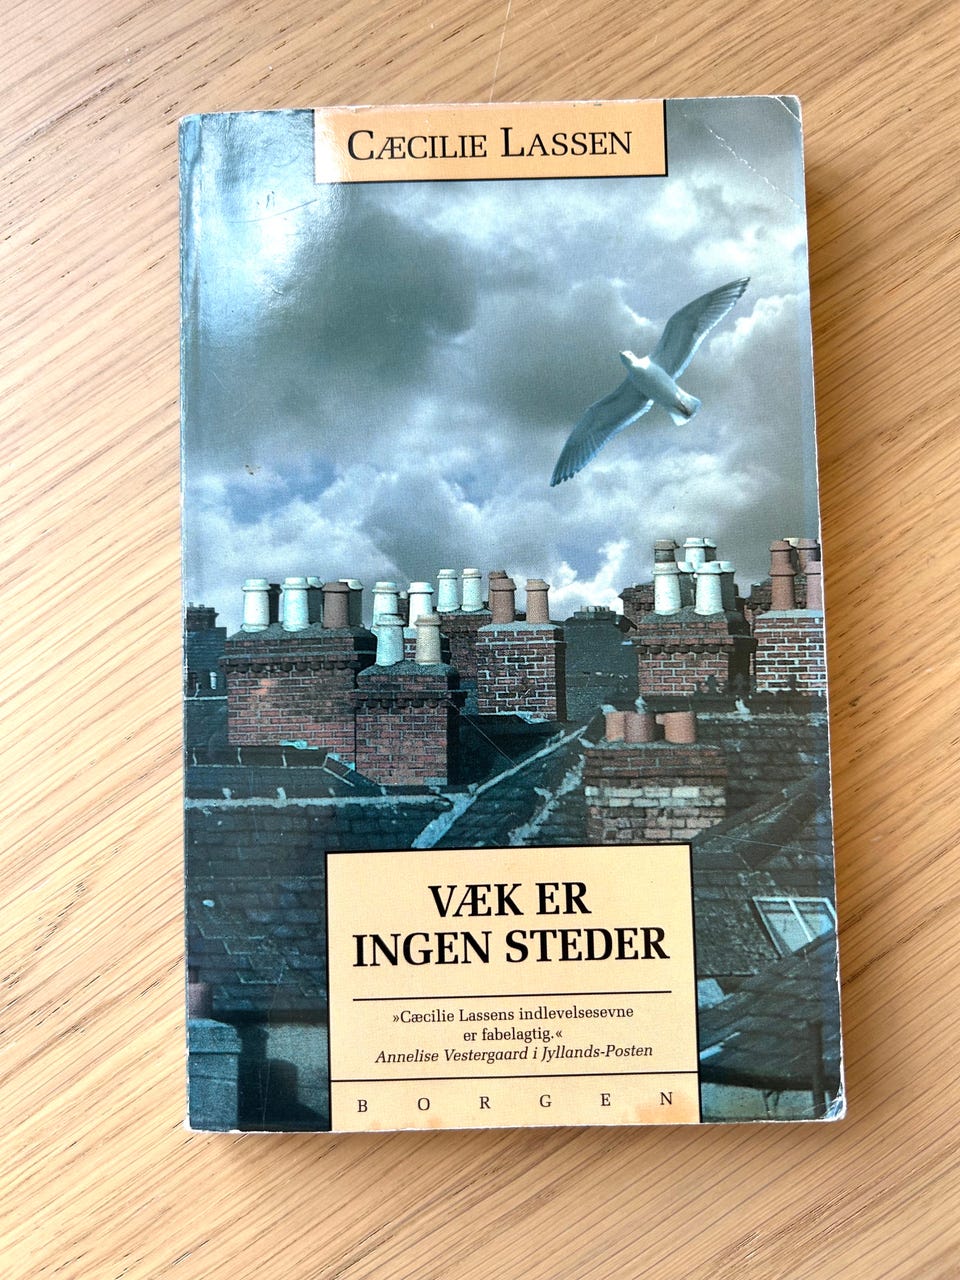 CÆCILIE LASSEN
VÆK ER
INGEN STEDER
»Cæcilie Lassens indlevelsesevne
er fabelagtig.«
Annelise Vestergaard i Jyllands-Posten
BORGEN